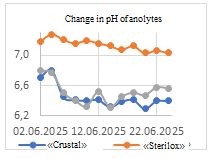 Change in pH of anolytes
7,0
6,6
6,2
02.06.2025 12.06.2025 22.06.2025
«Crustal» «Sterilox»